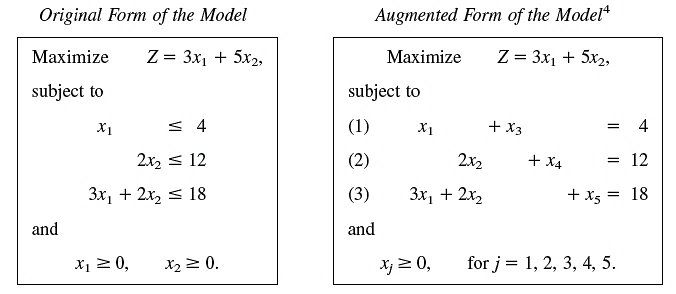 Original Form of the Model
Maximize Z = 3x₁ + 5x₂,
subject to
x₁ ≤ 4
2x₂ ≤ 12
3x₁ + 2x₂ ≤ 18
and
x₁ ≥ 0, x₂ ≥ 0.
Augmented Form of the Model⁴
Maximize Z = 3x₁ + 5x₂,
subject to
(1) x₁ + x₃ = 4
(2) 2x₂ + x₄ = 12
(3) 3x₁ + 2x₂ + x₅ = 18
and
xⱼ ≥ 0, for j = 1, 2, 3, 4, 5.